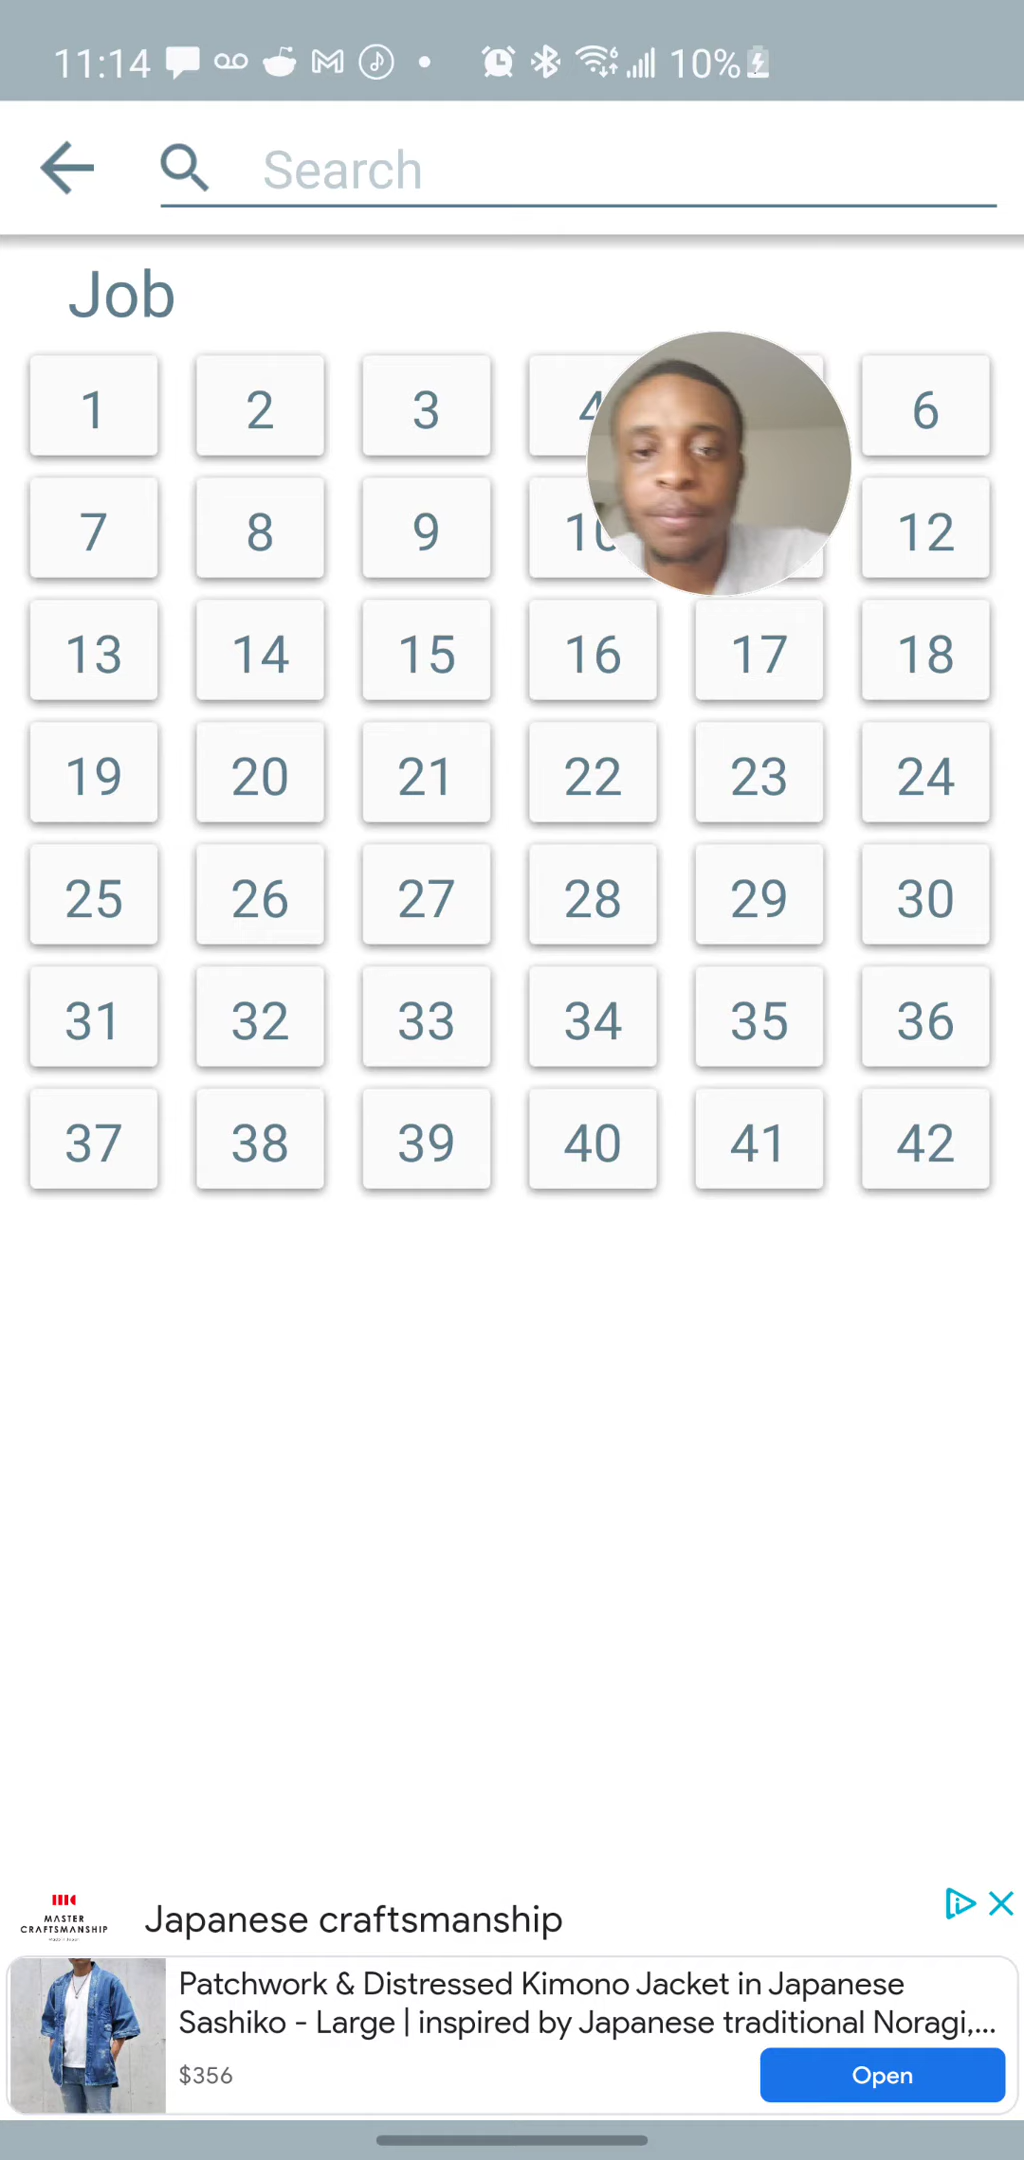 11:14 10%
Search
Job
1 2 3 4 6
7 8 9 10 12
13 14 15 16 17 18
19 20 21 22 23 24
25 26 27 28 29 30
31 32 33 34 35 36
37 38 39 40 41 42
MASTER
CRAFTSMANSHIP
Japanese craftsmanship
Patchwork & Distressed Kimono Jacket in Japanese
Sashiko - Large | inspired by Japanese traditional Noragi,...
$356
Open